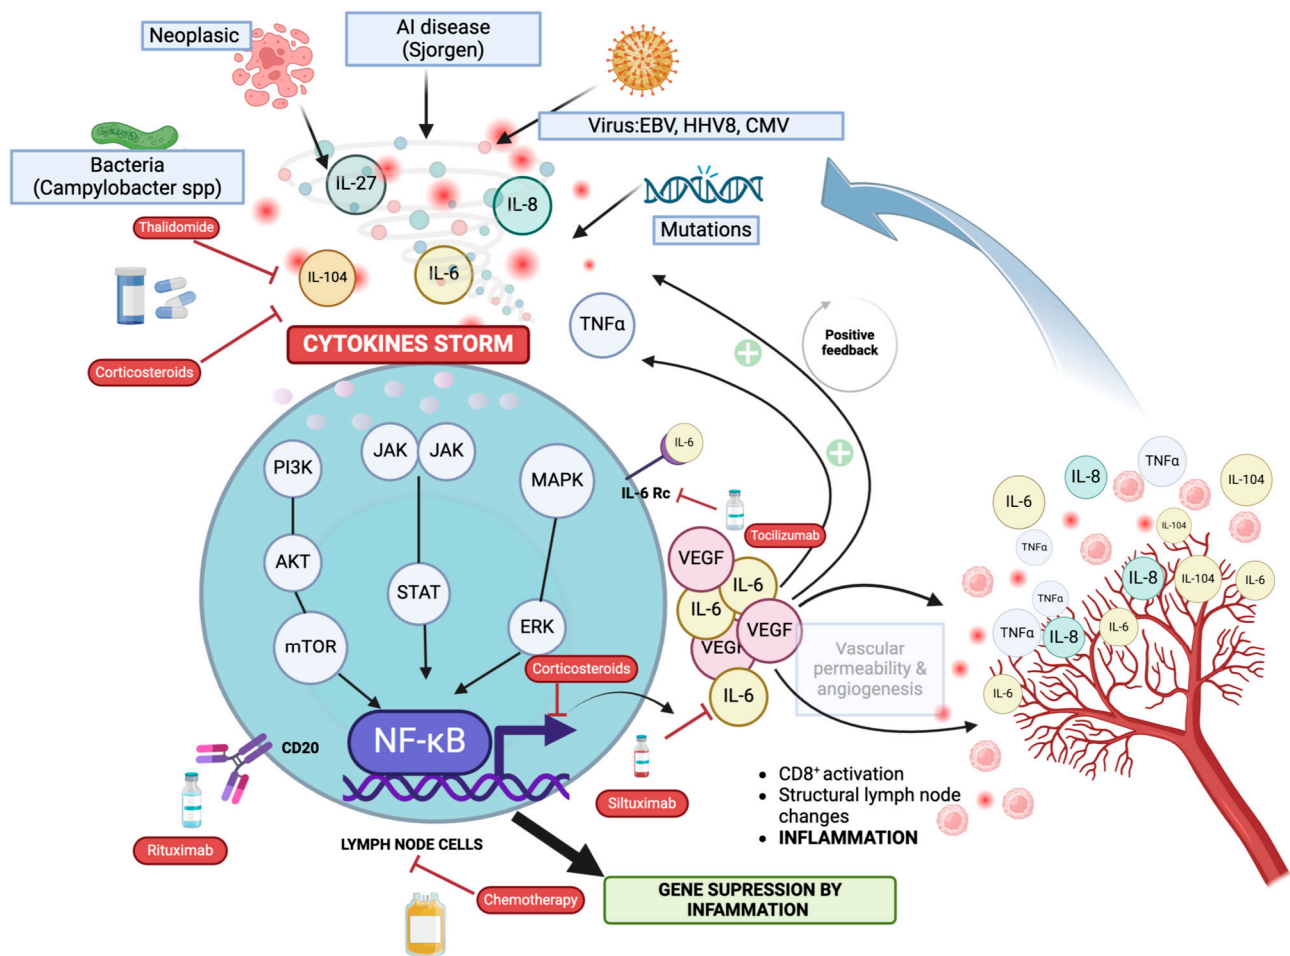 Neoplasic
AI disease
(Sjorgen)
Virus:EBV, HHV8, CMV
Bacteria
(Campylobacter spp)
IL-27
IL-8
Mutations
Thalidomide
IL-104
IL-6
TNFα
CYTOKINES STORM
Corticosteroids
Positive
feedback
PI3K
JAK
JAK
MAPK
IL-6
IL-6 Rc
Tocilizumab
AKT
STAT
mTOR
ERK
Corticosteroids
NF-κB
VEGF
IL-6
IL-6
VEGF
VEGF
IL-6
Vascular
permeability &
angiogenesis
CD20
Rituximab
Siltuximab
LYMPH NODE CELLS
Chemotherapy
• CD8+ activation
• Structural lymph node
changes
• INFLAMMATION
GENE SUPRESSION BY
INFAMMATION
IL-6
IL-8
TNFα
IL-104
IL-104
TNFα
IL-8
IL-104
IL-6
TNFα
TNFα
IL-8
IL-6
IL-6